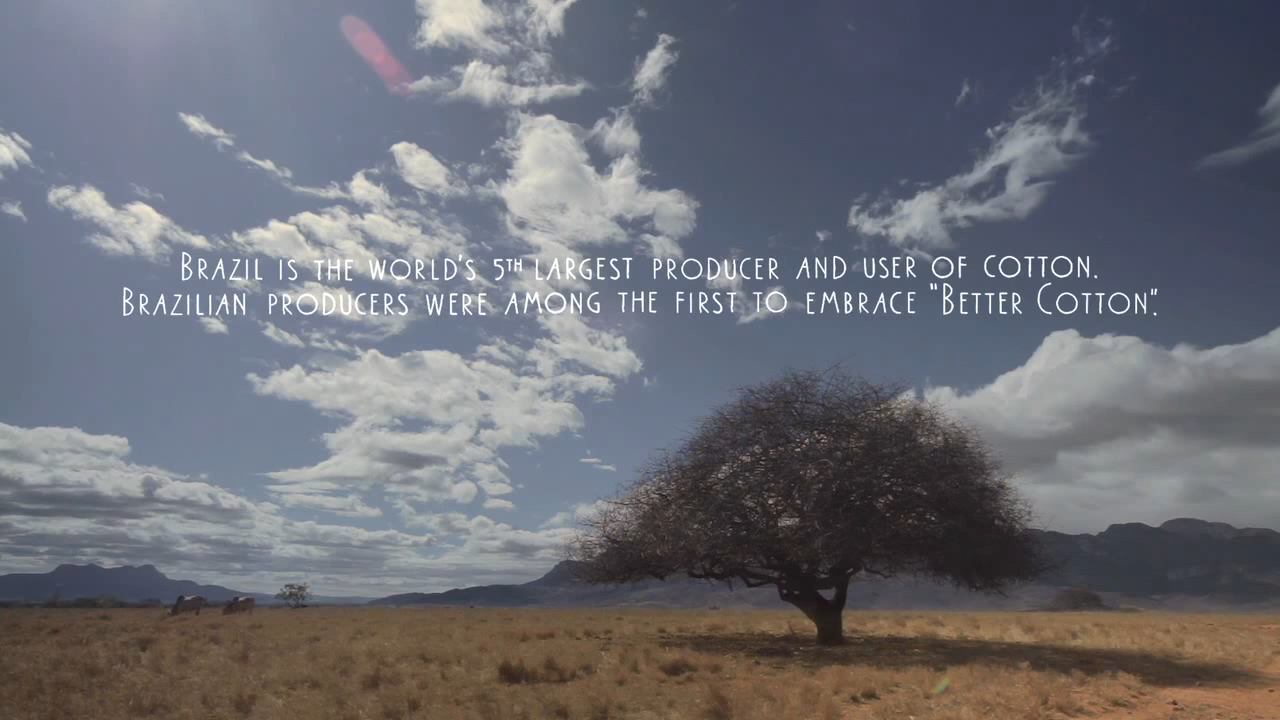 Brazil is the world's 5th largest producer and user of cotton.
Brazilian producers were among the first to embrace "Better Cotton".